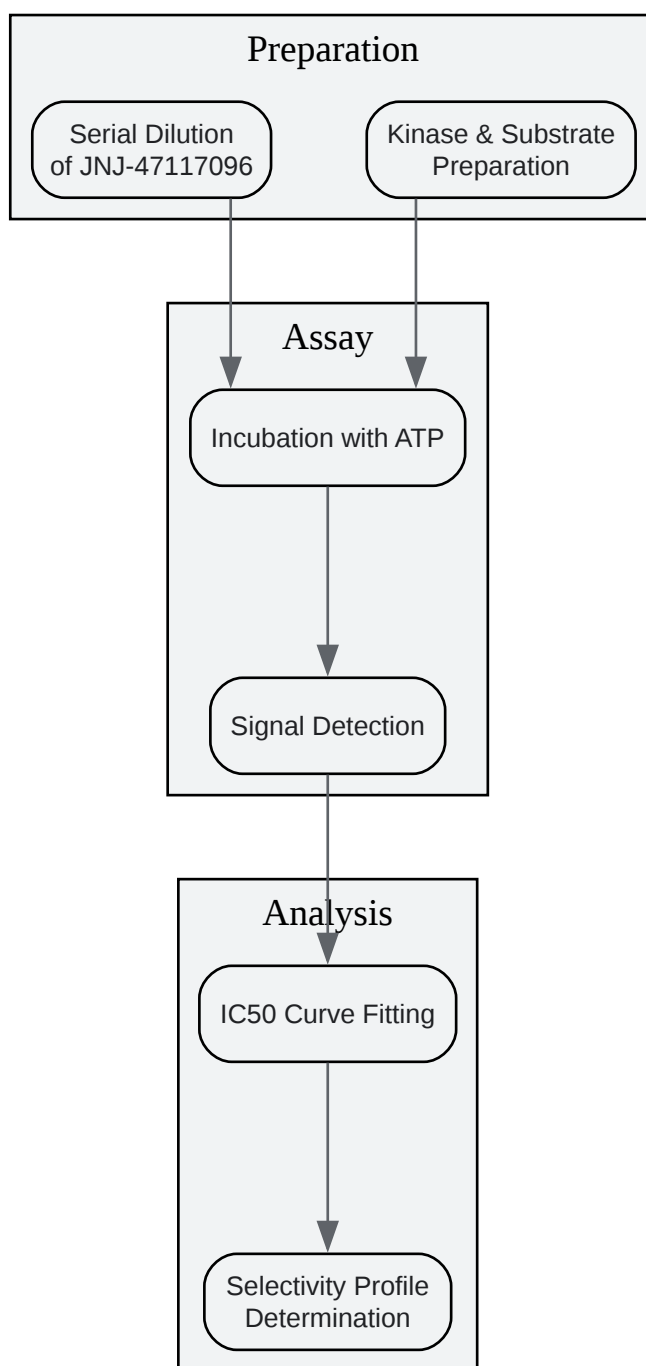 Preparation
Serial Dilution
of JNJ-47117096
Kinase & Substrate
Preparation
Assay
Incubation with ATP
Signal Detection
Analysis
IC50 Curve Fitting
Selectivity Profile
Determination